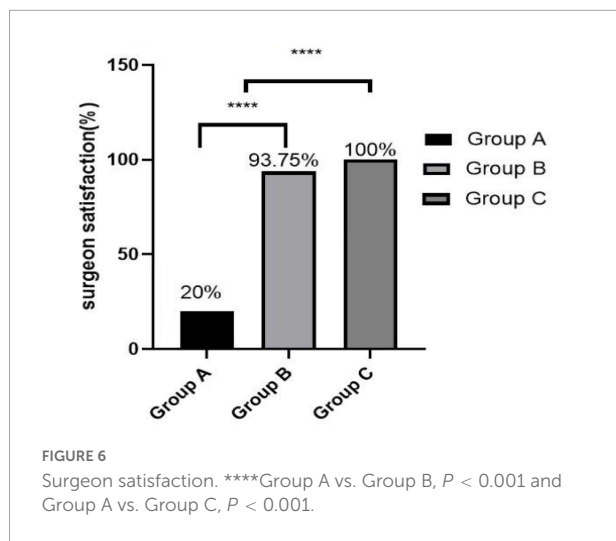 ****
150
****
100%
93.75%
100
50
20%
0
surgeon satisfaction(%)
Group A
Group B
Group C
Group A
Group B
Group C
FIGURE 6
Surgeon satisfaction. ****Group A vs. Group B, P < 0.001 and
Group A vs. Group C, P < 0.001.